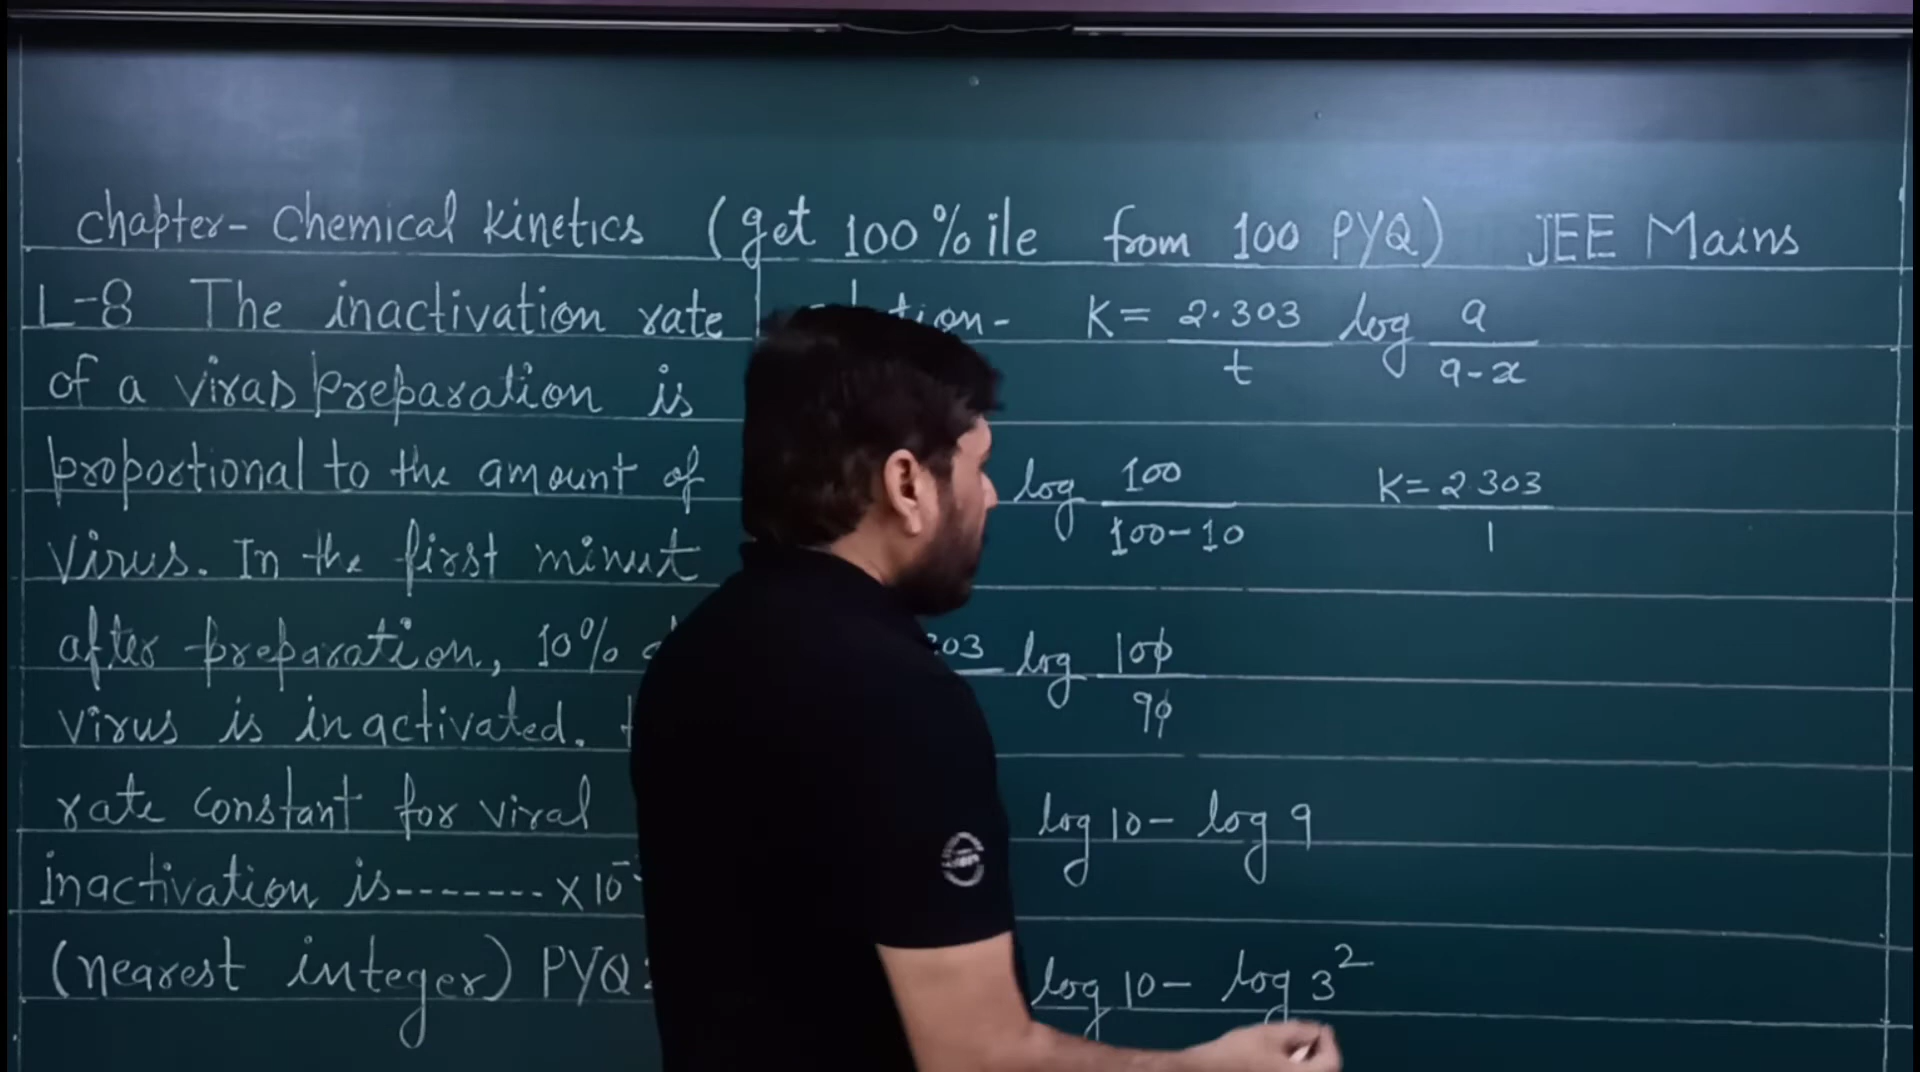 chapter- Chemical Kinetics (get 100%ile from 100 PYQ) JEE Mains
L-8 The inactivation rate
of a viras preparation is
proportional to the amount of
Virus. In the first minut
after preparation, 10%
virus is inactivated.
rate constant for viral
inactivation is------- × 10⁻
(nearest integer) PYQ
K = 2.303 / t log a / a-x
log 100 / 100-10
K = 2.303 / 1
log 100 / 90
log 10 - log 9
log 10 - log 3²